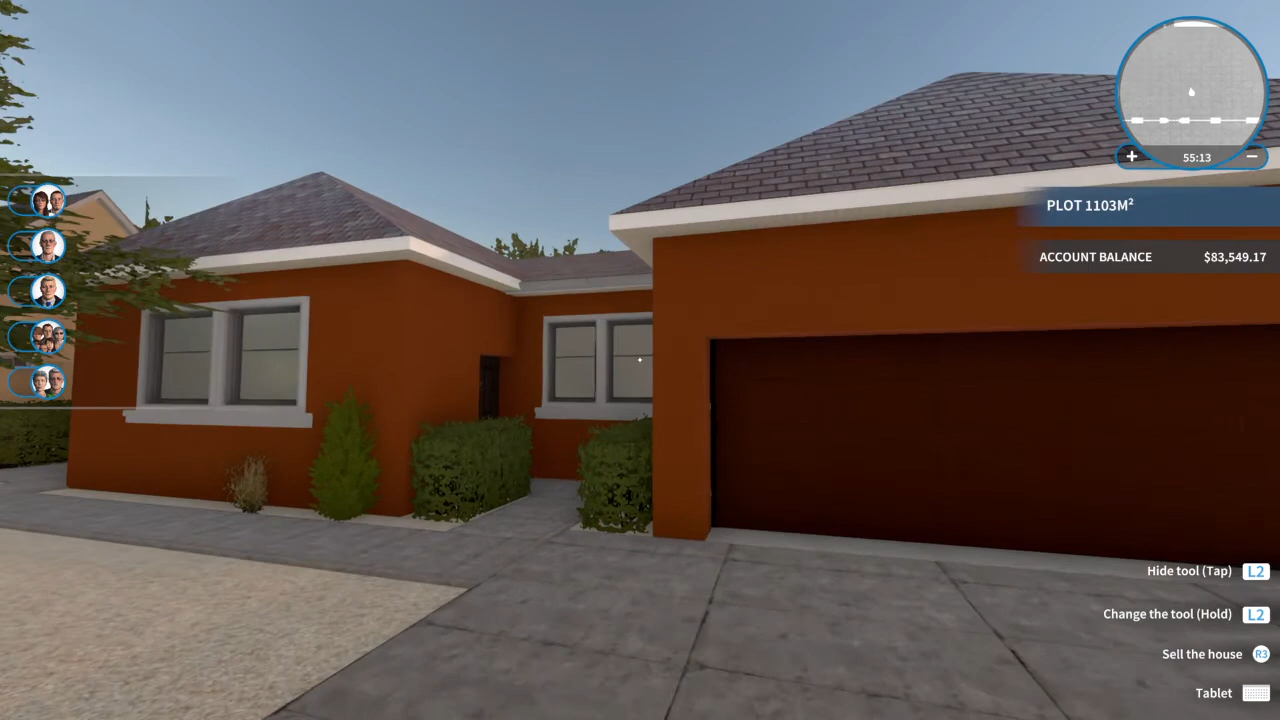 + 55:13 −
PLOT 1103M²
ACCOUNT BALANCE $83,549.17
Hide tool (Tap) L2
Change the tool (Hold) L2
Sell the house R3
Tablet